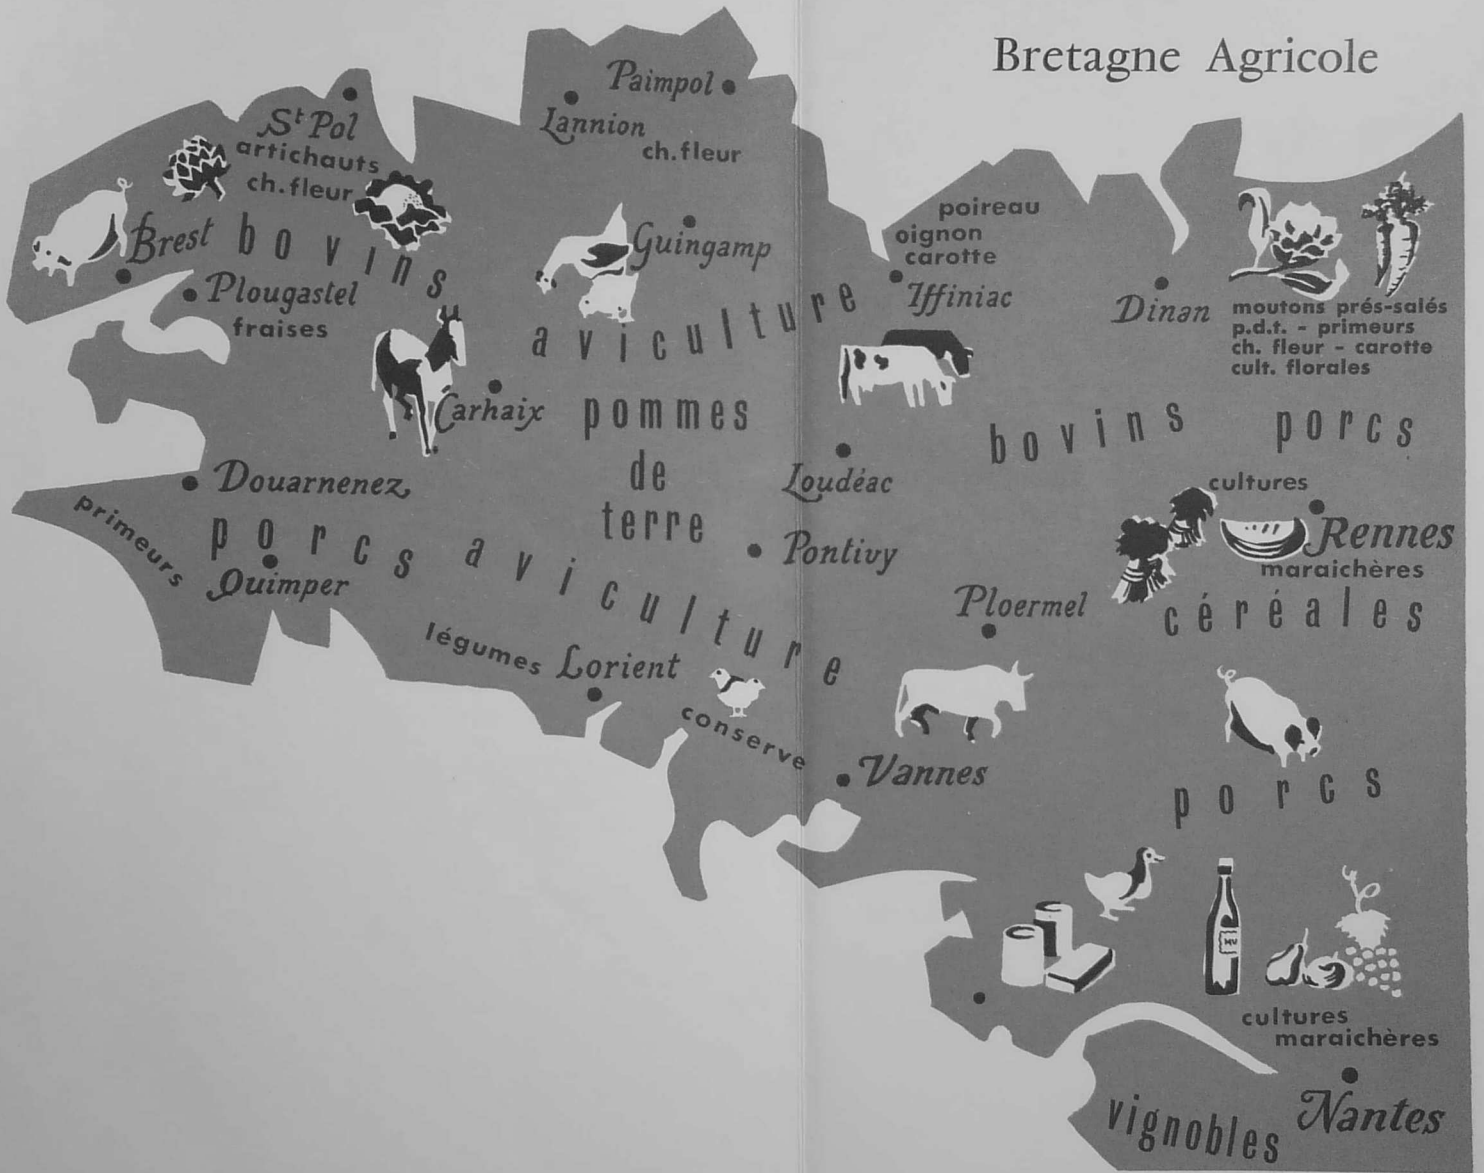 Bretagne Agricole
Paimpol
Lannion
ch. fleur
St Pol
artichauts
ch. fleur
Brest
bovins
Plougastel
fraises
Guingamp
aviculture
poireau
oignon
carotte
Iffiniac
Dinan
moutons prés-salés
p.d.t. - primeurs
ch. fleur - carotte
cult. florales
Carhaix
pommes
de
terre
Loudéac
bovins
porcs
Douarnenez
primeurs
porcs
aviculture
Quimper
Pontivy
cultures
Rennes
maraichères
céréales
Ploermel
légumes
Lorient
conserve
Vannes
porcs
cultures
maraichères
Nantes
vignobles